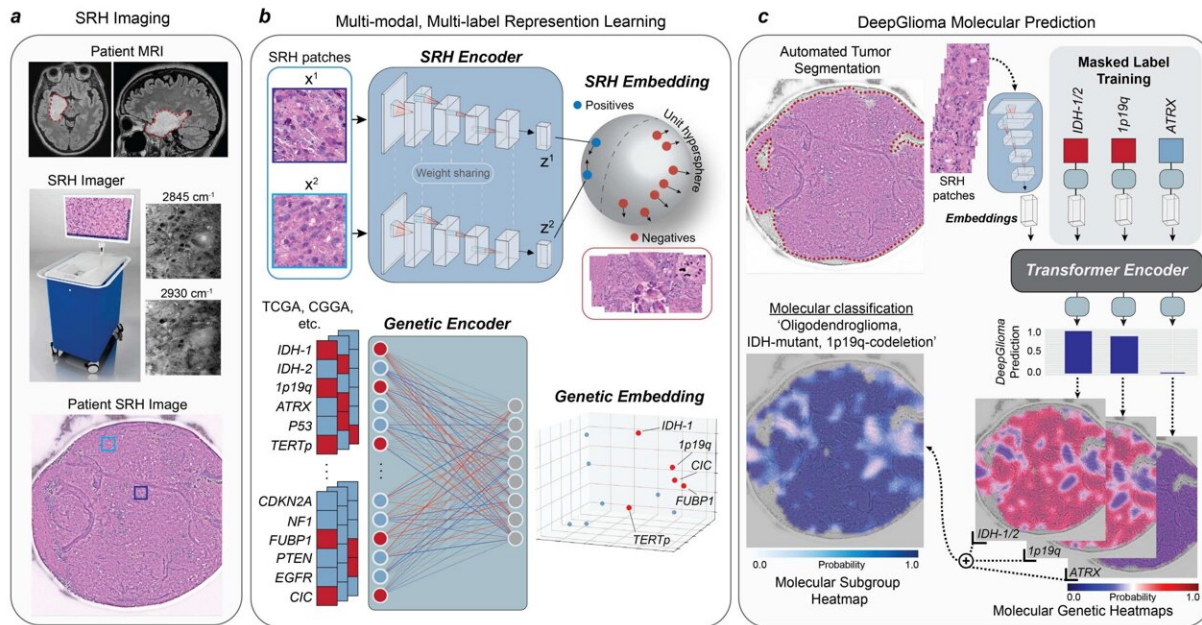 a
SRH Imaging
Patient MRI
SRH Imager
2845 cm-1
2930 cm-1
Patient SRH Image
b
Multi-modal, Multi-label Represention Learning
SRH patches
x1
x2
SRH Encoder
Weight sharing
z1
z2
SRH Embedding
Positives
Unit hypersphere
Negatives
TCGA, CGGA,
etc.
Genetic Encoder
IDH-1
IDH-2
1p19q
ATRX
P53
TERTp
CDKN2A
NF1
FUBP1
PTEN
EGFR
CIC
Genetic Embedding
IDH-1
1p19q
CIC
FUBP1
TERTp
c
DeepGlioma Molecular Prediction
Automated Tumor
Segmentation
SRH
patches
Embeddings
Masked Label
Training
IDH-1/2
1p19q
ATRX
Transformer Encoder
Molecular classification
'Oligodendroglioma,
IDH-mutant, 1p19q-codeletion'
DeepGlioma
Prediction
1.0
0.5
0.0
0.0
1.0
Probability
Molecular Subgroup
Heatmap
IDH-1/2
1p19q
ATRX
0.0
1.0
Probability
Molecular Genetic Heatmaps